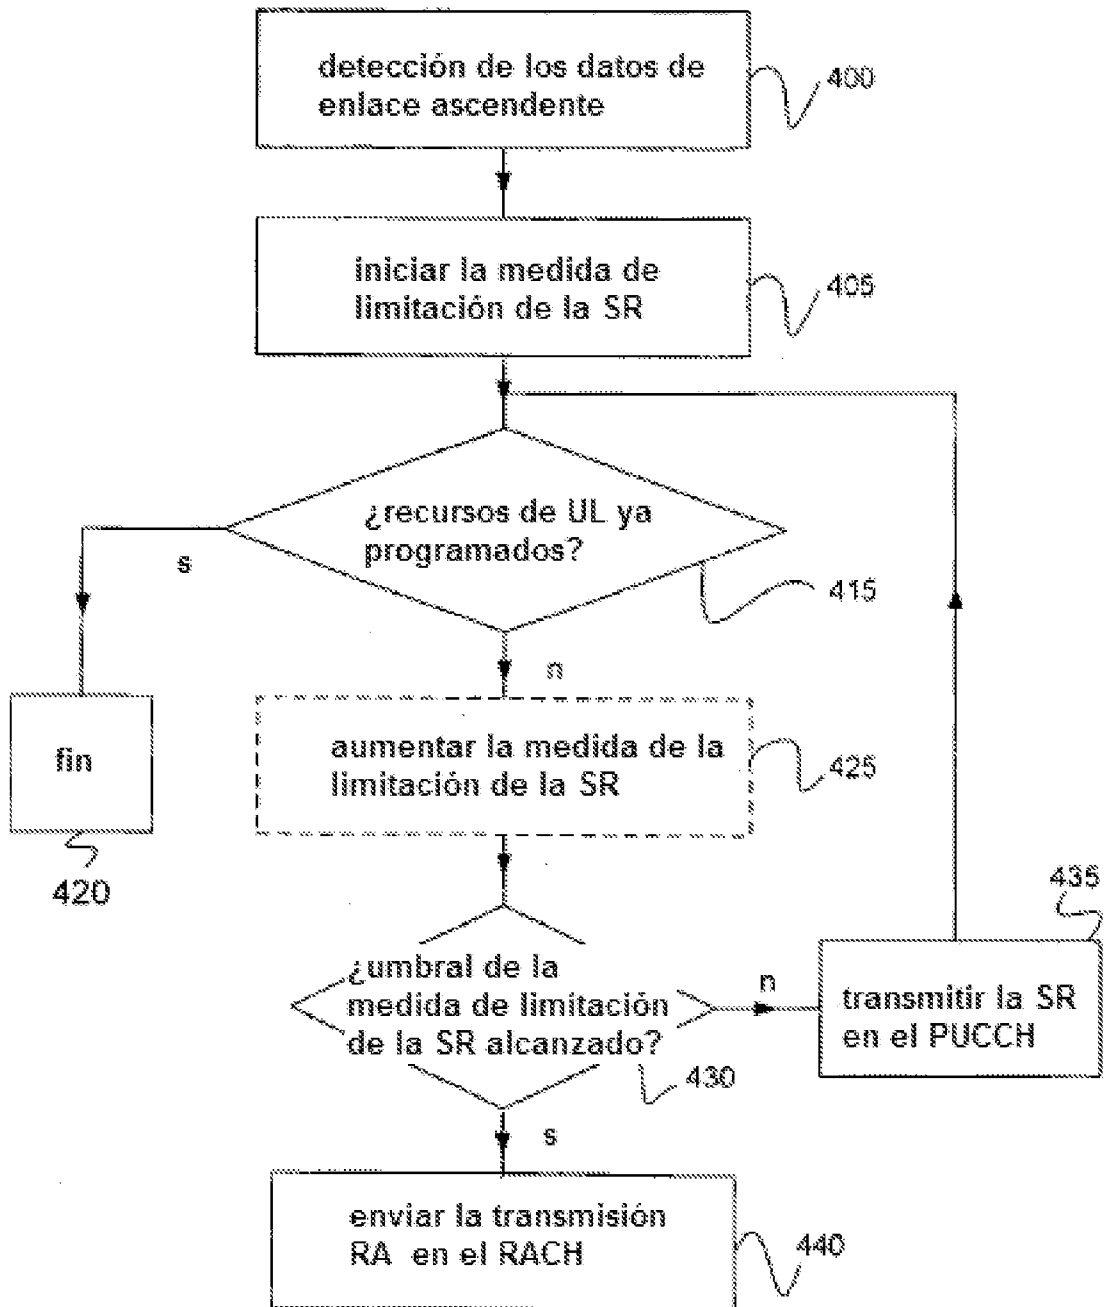 detección de los datos de
enlace ascendente
400
iniciar la medida de
limitación de la SR
405
¿recursos de UL ya
programados?
s
415
n
fin
420
aumentar la medida de la
limitación de la SR
425
435
¿umbral de la
medida de limitación
de la SR alcanzado?
n
430
transmitir la SR
en el PUCCH
s
enviar la transmisión
RA en el RACH
440